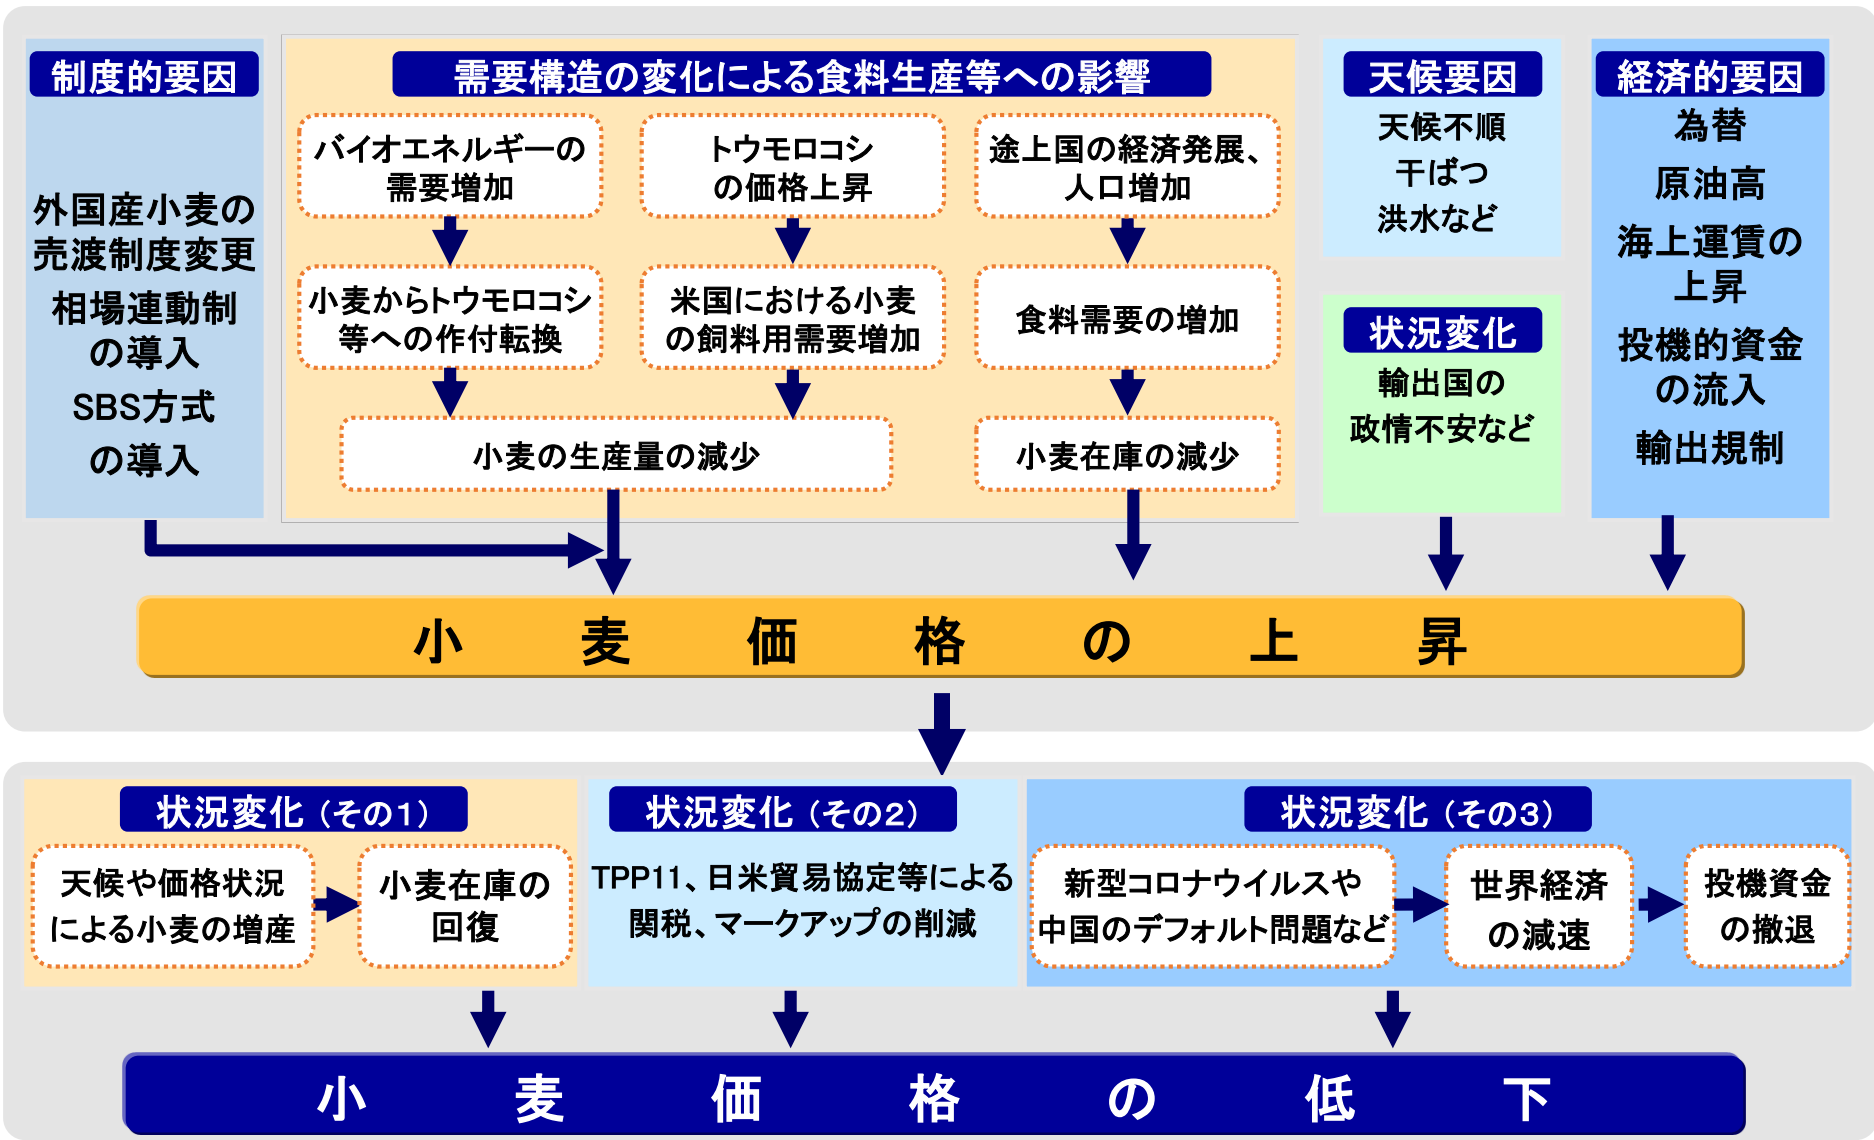 制度的要因
外国産小麦の
売渡制度変更
相場連動制
の導入
SBS方式
の導入
需要構造の変化による食料生産等への影響
バイオエネルギーの
需要増加
トウモロコシ
の価格上昇
途上国の経済発展、
人口増加
小麦からトウモロコシ
等への作付転換
米国における小麦
の飼料用需要増加
食料需要の増加
小麦の生産量の減少
小麦在庫の減少
天候要因
天候不順
干ばつ
洪水など
状況変化
輸出国の
政情不安など
経済的要因
為替
原油高
海上運賃の
上昇
投機的資金
の流入
輸出規制
小麦価格の上昇
状況変化（その1）
天候や価格状況
による小麦の増産
小麦在庫の
回復
状況変化（その2）
TPP11、日米貿易協定等による
関税、マークアップの削減
状況変化（その3）
新型コロナウイルスや
中国のデフォルト問題など
世界経済
の減速
投機資金
の撤退
小麦価格の低下